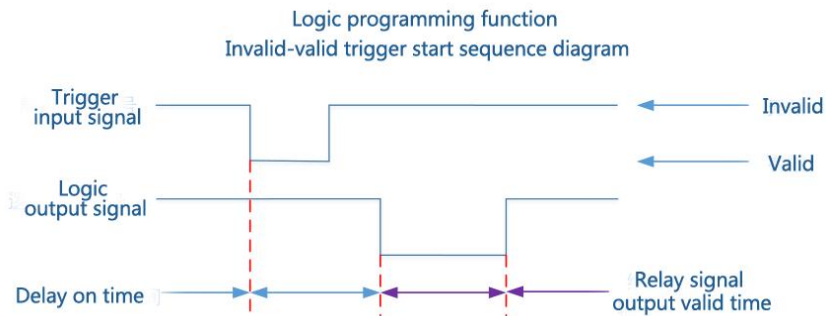 Logic programming function
Invalid-valid trigger start sequence diagram
Trigger
input signal
Invalid
Valid
Logic
output signal
Delay on time
Relay signal
output valid time